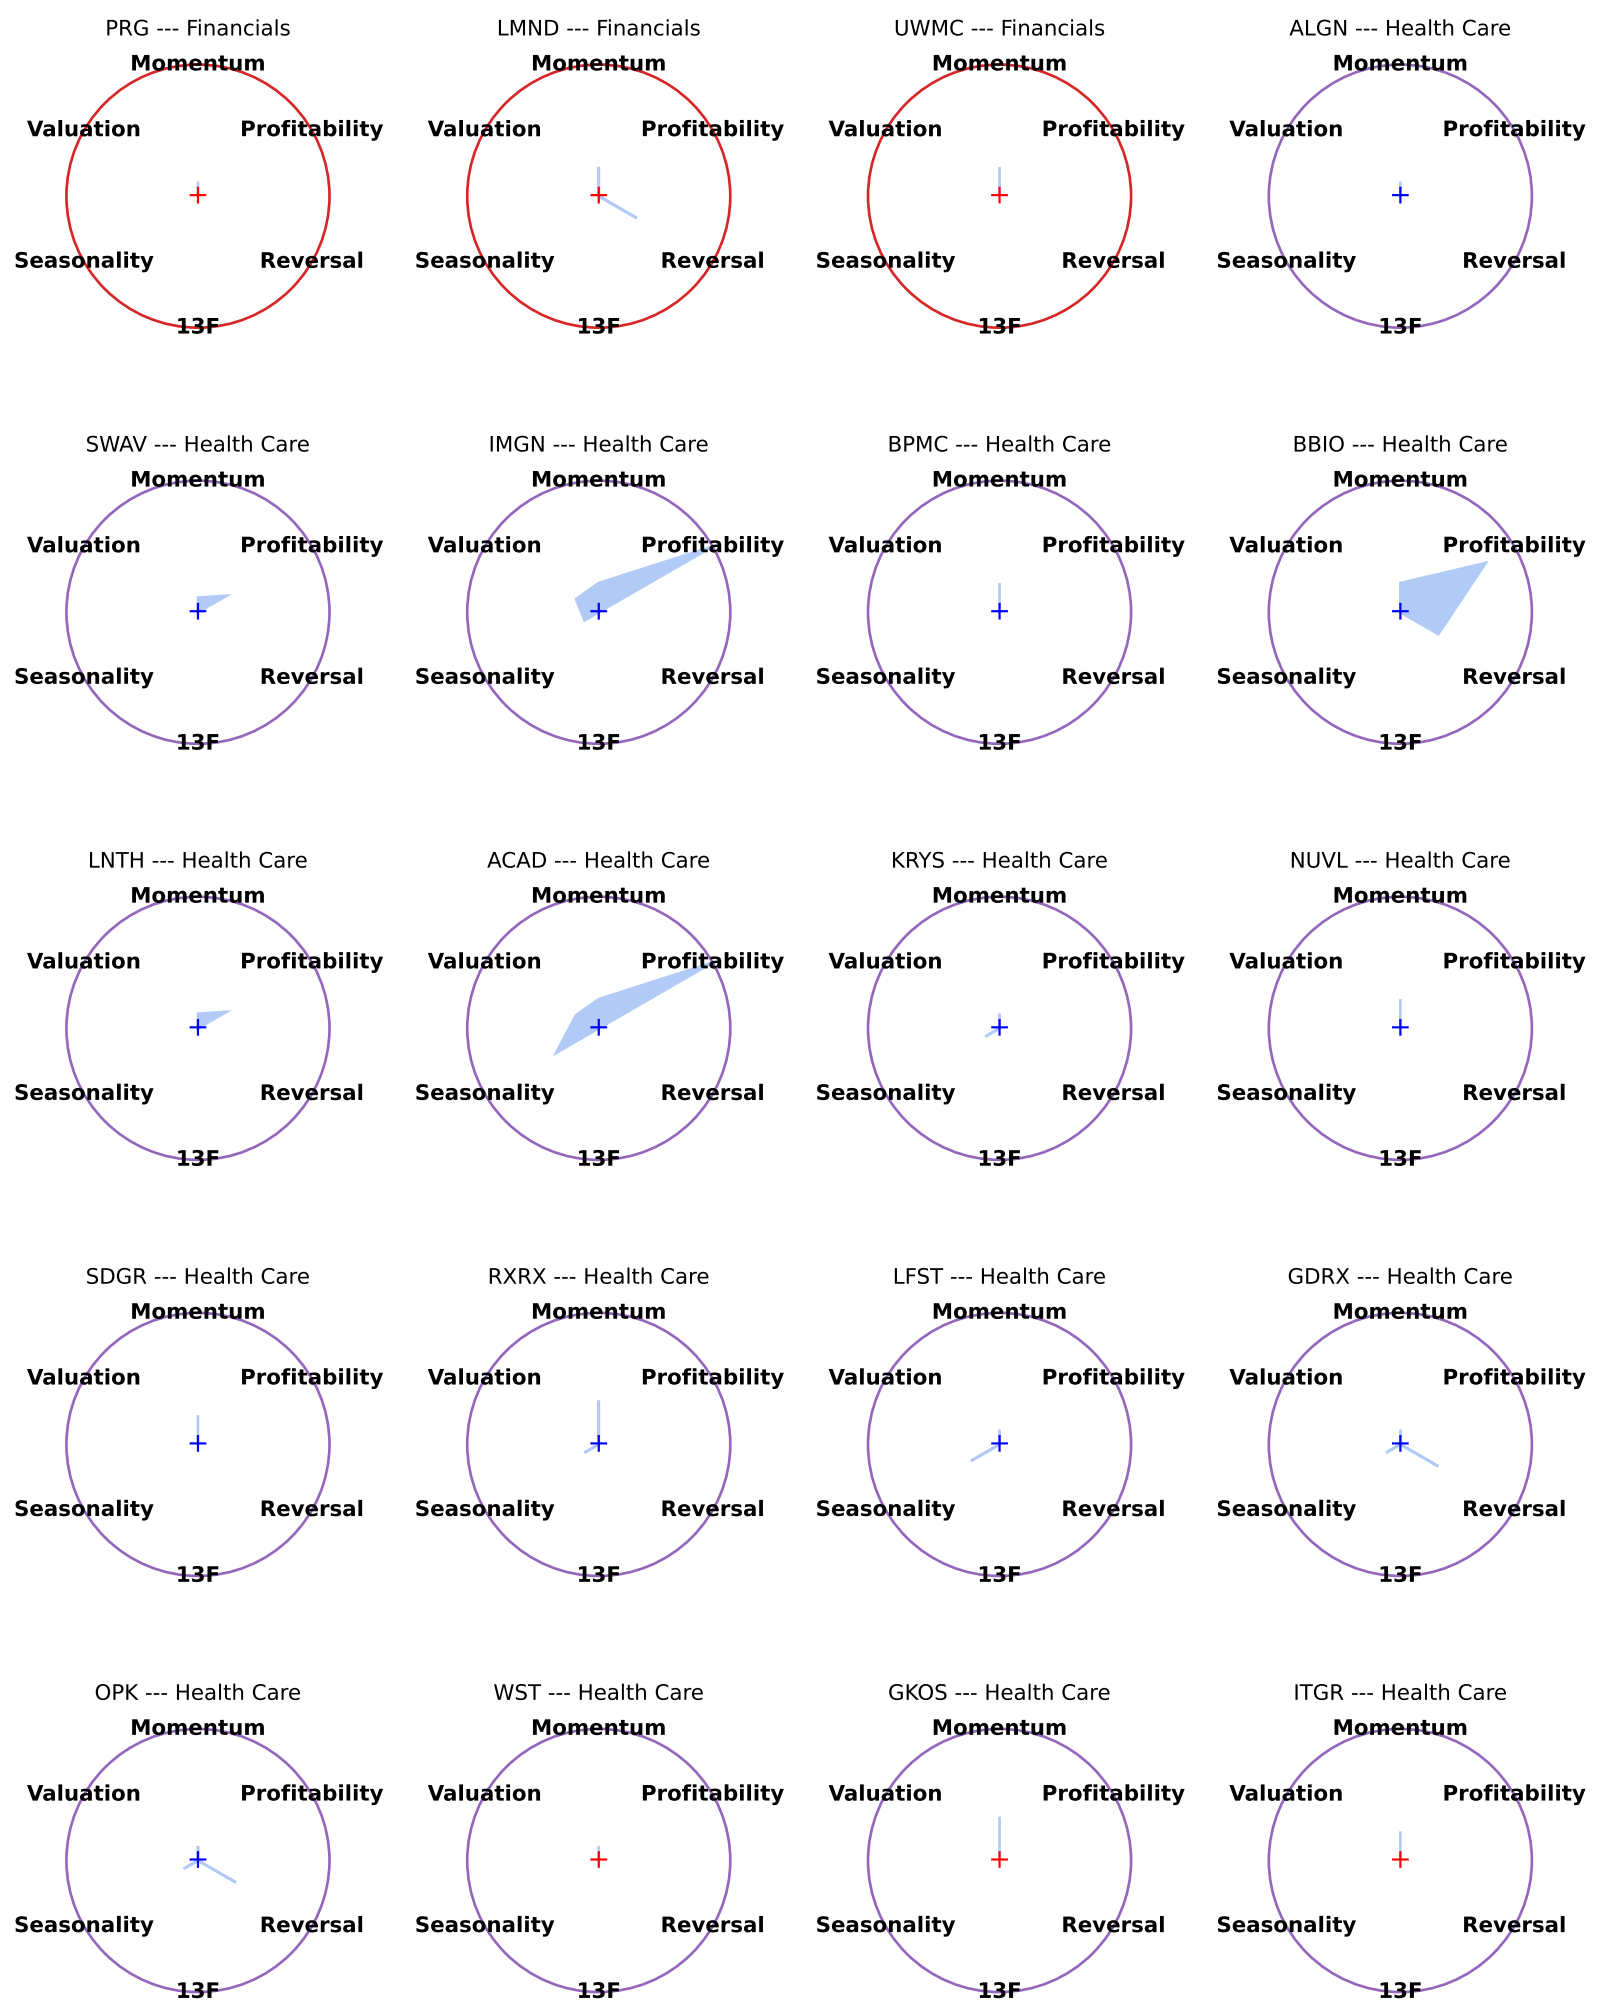 PRG --- Financials
Momentum
Valuation
Profitability
Seasonality
Reversal
13F
LMND --- Financials
Momentum
Valuation
Profitability
Seasonality
Reversal
13F
UWMC --- Financials
Momentum
Valuation
Profitability
Seasonality
Reversal
13F
ALGN --- Health Care
Momentum
Valuation
Profitability
Seasonality
Reversal
13F
SWAV --- Health Care
Momentum
Valuation
Profitability
Seasonality
Reversal
13F
IMGN --- Health Care
Momentum
Valuation
Profitability
Seasonality
Reversal
13F
BPMC --- Health Care
Momentum
Valuation
Profitability
Seasonality
Reversal
13F
BBIO --- Health Care
Momentum
Valuation
Profitability
Seasonality
Reversal
13F
LNTH --- Health Care
Momentum
Valuation
Profitability
Seasonality
Reversal
13F
ACAD --- Health Care
Momentum
Valuation
Profitability
Seasonality
Reversal
13F
KRYS --- Health Care
Momentum
Valuation
Profitability
Seasonality
Reversal
13F
NUVL --- Health Care
Momentum
Valuation
Profitability
Seasonality
Reversal
13F
SDGR --- Health Care
Momentum
Valuation
Profitability
Seasonality
Reversal
13F
RXRX --- Health Care
Momentum
Valuation
Profitability
Seasonality
Reversal
13F
LFST --- Health Care
Momentum
Valuation
Profitability
Seasonality
Reversal
13F
GDRX --- Health Care
Momentum
Valuation
Profitability
Seasonality
Reversal
13F
OPK --- Health Care
Momentum
Valuation
Profitability
Seasonality
Reversal
13F
WST --- Health Care
Momentum
Valuation
Profitability
Seasonality
Reversal
13F
GKOS --- Health Care
Momentum
Valuation
Profitability
Seasonality
Reversal
13F
ITGR --- Health Care
Momentum
Valuation
Profitability
Seasonality
Reversal
13F